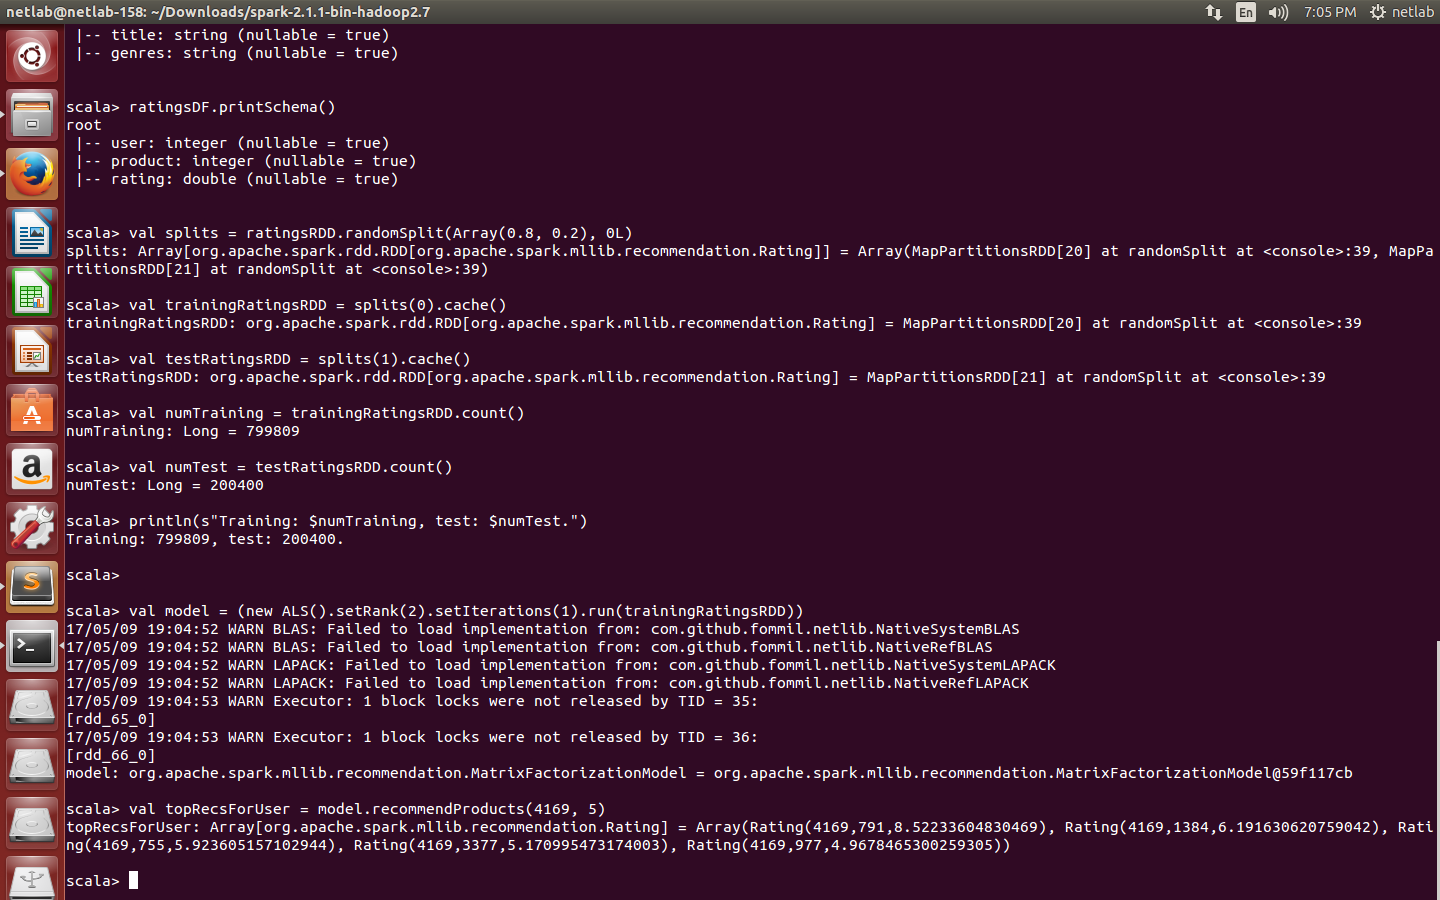 netlab@netlab-158: ~/Downloads/spark-2.1.1-bin-hadoop2.7
En
7:05 PM
netlab
 |-- title: string (nullable = true)
 |-- genres: string (nullable = true)
scala> ratingsDF.printSchema()
root
 |-- user: integer (nullable = true)
 |-- product: integer (nullable = true)
 |-- rating: double (nullable = true)
scala> val splits = ratingsRDD.randomSplit(Array(0.8, 0.2), 0L)
splits: Array[org.apache.spark.rdd.RDD[org.apache.spark.mllib.recommendation.Rating]] = Array(MapPartitionsRDD[20] at randomSplit at <console>:39, MapPa
rtitionsRDD[21] at randomSplit at <console>:39)
scala> val trainingRatingsRDD = splits(0).cache()
trainingRatingsRDD: org.apache.spark.rdd.RDD[org.apache.spark.mllib.recommendation.Rating] = MapPartitionsRDD[20] at randomSplit at <console>:39
scala> val testRatingsRDD = splits(1).cache()
testRatingsRDD: org.apache.spark.rdd.RDD[org.apache.spark.mllib.recommendation.Rating] = MapPartitionsRDD[21] at randomSplit at <console>:39
scala> val numTraining = trainingRatingsRDD.count()
numTraining: Long = 799809
scala> val numTest = testRatingsRDD.count()
numTest: Long = 200400
scala> println(s"Training: $numTraining, test: $numTest.")
Training: 799809, test: 200400.
scala>
scala> val model = (new ALS().setRank(2).setIterations(1).run(trainingRatingsRDD))
17/05/09 19:04:52 WARN BLAS: Failed to load implementation from: com.github.fommil.netlib.NativeSystemBLAS
17/05/09 19:04:52 WARN BLAS: Failed to load implementation from: com.github.fommil.netlib.NativeRefBLAS
17/05/09 19:04:52 WARN LAPACK: Failed to load implementation from: com.github.fommil.netlib.NativeSystemLAPACK
17/05/09 19:04:52 WARN LAPACK: Failed to load implementation from: com.github.fommil.netlib.NativeRefLAPACK
17/05/09 19:04:53 WARN Executor: 1 block locks were not released by TID = 35:
[rdd_65_0]
17/05/09 19:04:53 WARN Executor: 1 block locks were not released by TID = 36:
[rdd_66_0]
model: org.apache.spark.mllib.recommendation.MatrixFactorizationModel = org.apache.spark.mllib.recommendation.MatrixFactorizationModel@59f117cb
scala> val topRecsForUser = model.recommendProducts(4169, 5)
topRecsForUser: Array[org.apache.spark.mllib.recommendation.Rating] = Array(Rating(4169,791,8.52233604830469), Rating(4169,1384,6.191630620759042), Rati
ng(4169,755,5.923605157102944), Rating(4169,3377,5.170995473174003), Rating(4169,977,4.9678465300259305))
scala>